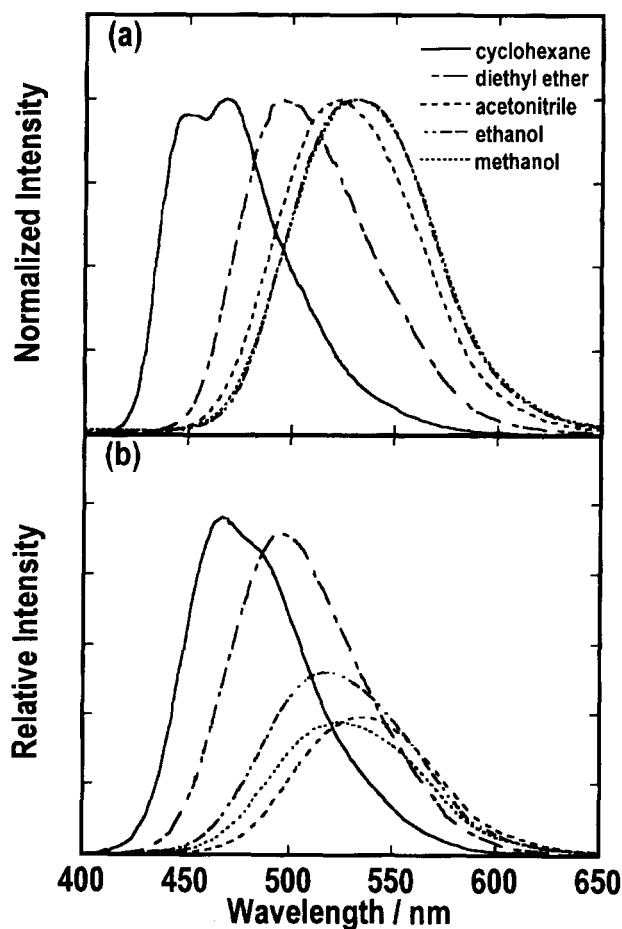 (a)
cyclohexane
diethyl ether
acetonitrile
ethanol
methanol
Normalized Intensity
(b)
Relative Intensity
400 450 500 550 600 650
Wavelength / nm